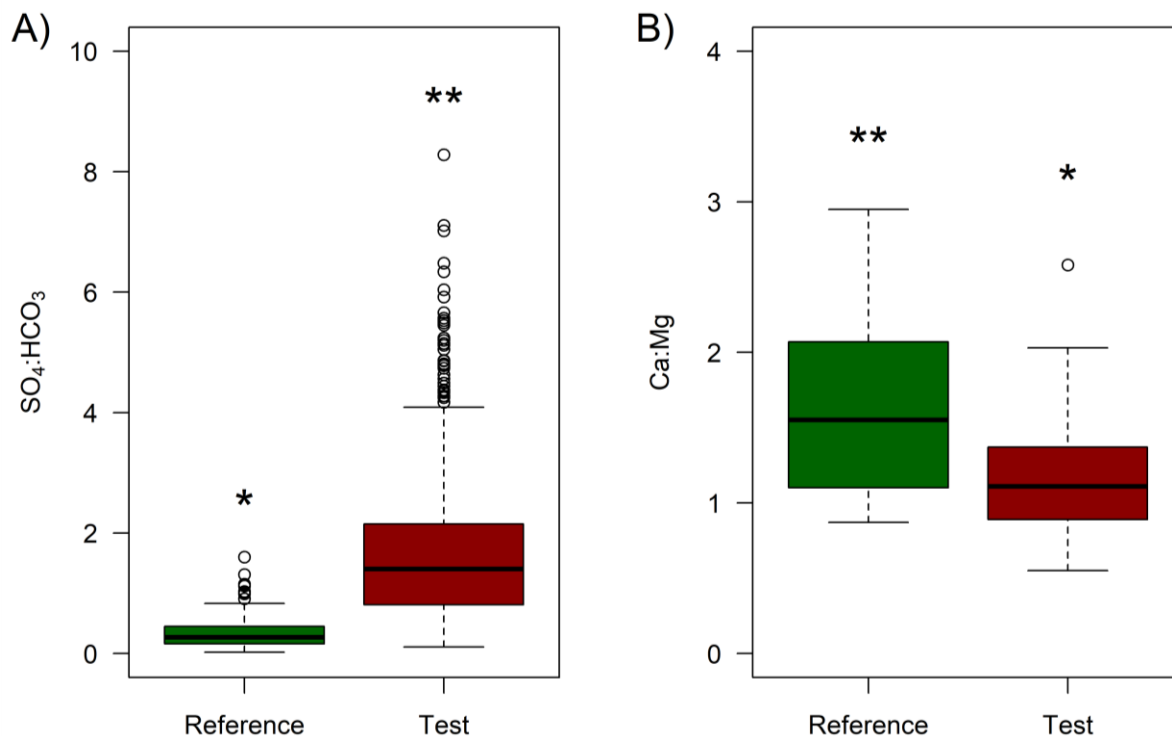 A)
SO₄:HCO₃
10
8
6
4
2
0
*
**
Reference
Test
B)
Ca:Mg
4
3
2
1
0
**
*
Reference
Test